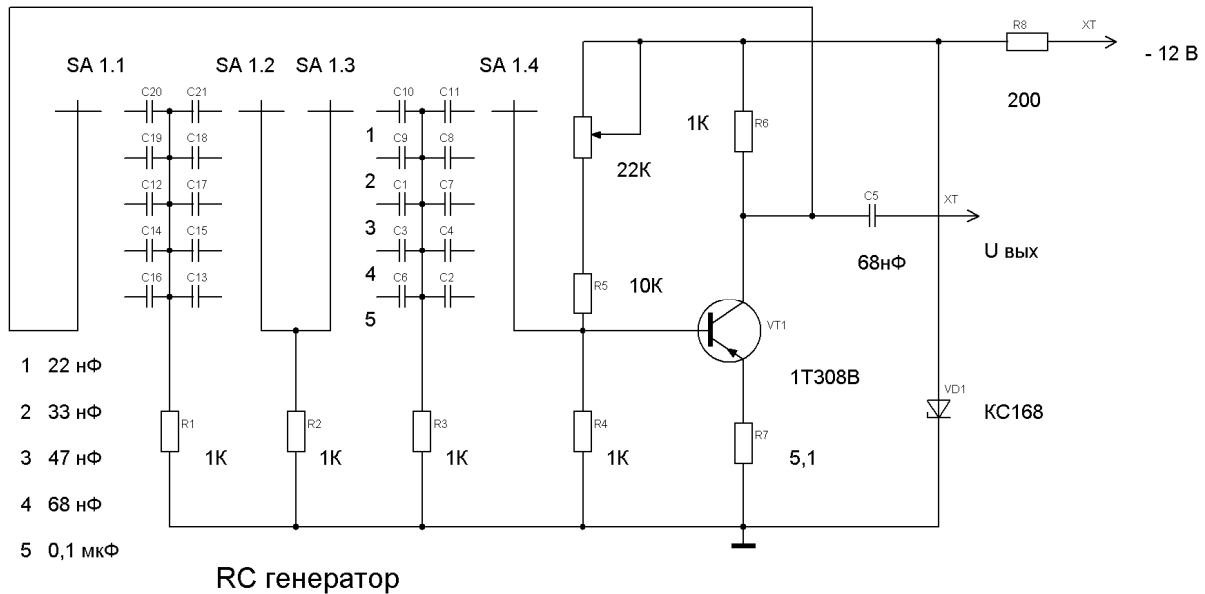 R8
XT
- 12 В
200
SA 1.1
SA 1.2
SA 1.3
SA 1.4
C20
C21
C10
C11
1К
R6
1
C19
C18
C9
C8
22К
2
C12
C17
C1
C7
C5
XT
3
C14
C15
C3
C4
68нФ
U вых
4
C16
C13
C6
C2
R5
10К
5
VT1
1 22 нФ
1Т308В
VD1
КС168
2 33 нФ
R1
R2
R3
R4
R7
3 47 нФ
1К
1К
1К
1К
5,1
4 68 нФ
5 0,1 мкФ
RC генератор